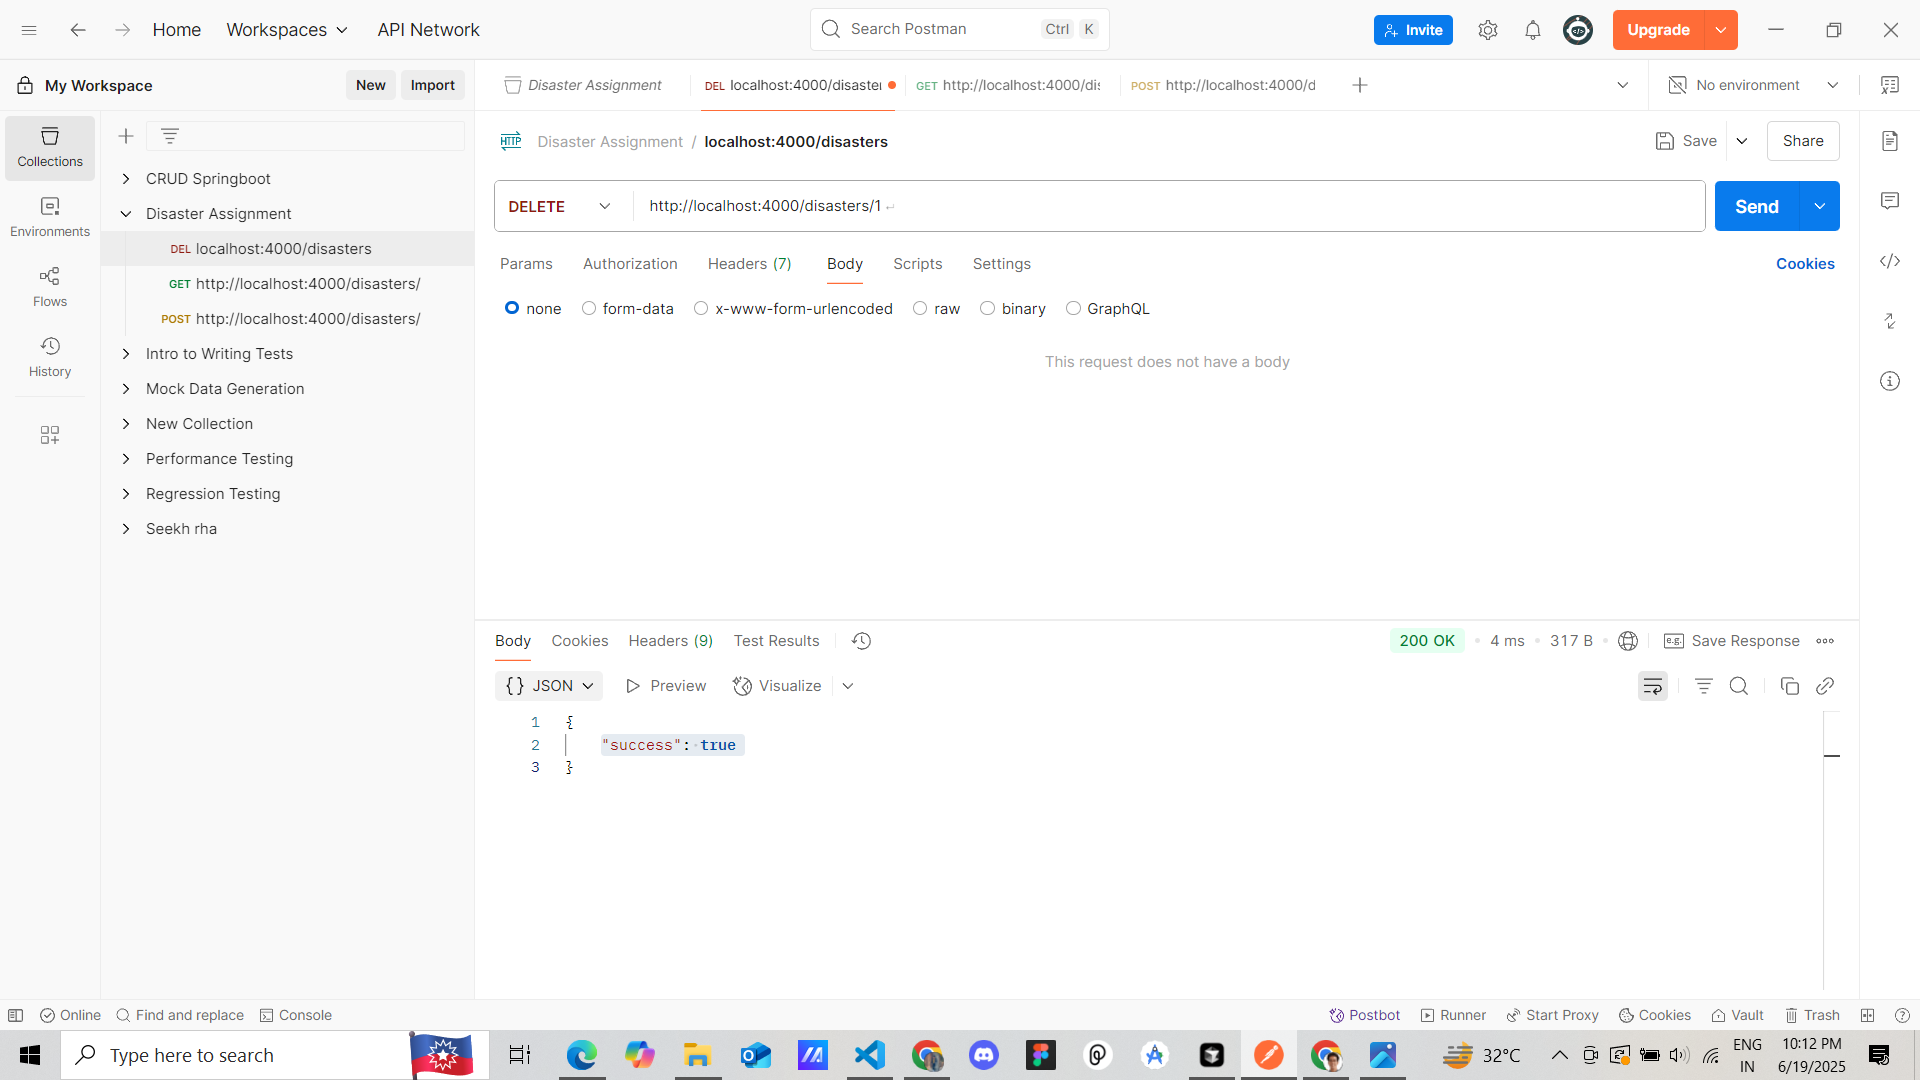 Home
Workspaces
API Network
Search Postman
Ctrl K
Invite
Upgrade
My Workspace
New
Import
Disaster Assignment
DEL localhost:4000/disaster
GET http://localhost:4000/dis
POST http://localhost:4000/d
No environment
Collections
Environments
Flows
History
CRUD Springboot
Disaster Assignment
DEL localhost:4000/disasters
GET http://localhost:4000/disasters/
POST http://localhost:4000/disasters/
Intro to Writing Tests
Mock Data Generation
New Collection
Performance Testing
Regression Testing
Seekh rha
HTTP Disaster Assignment / localhost:4000/disasters
Save
Share
DELETE
http://localhost:4000/disasters/1
Send
Params
Authorization
Headers (7)
Body
Scripts
Settings
Cookies
none
form-data
x-www-form-urlencoded
raw
binary
GraphQL
This request does not have a body
Body
Cookies
Headers (9)
Test Results
200 OK
4 ms
317 B
e.g. Save Response
{} JSON
Preview
Visualize
1 {
2 "success": true
3 }
Online
Find and replace
Console
Postbot
Runner
Start Proxy
Cookies
Vault
Trash
Type here to search
32°C
ENG
IN
10:12 PM
6/19/2025